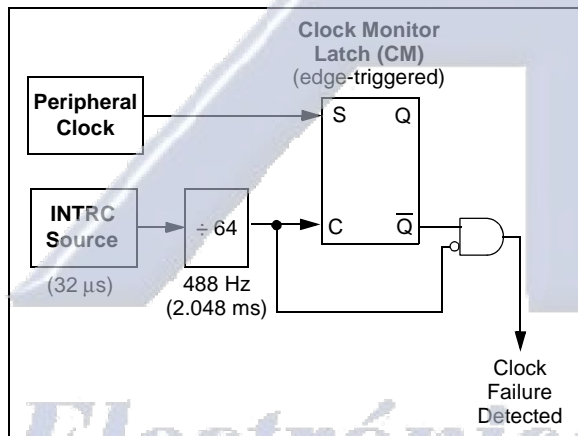 Clock Monitor
Latch (CM)
(edge-triggered)
Peripheral
Clock
S
Q
INTRC
Source
÷ 64
C
Q̅
(32 μs)
488 Hz
(2.048 ms)
Clock
Failure
Detected
Electrónica